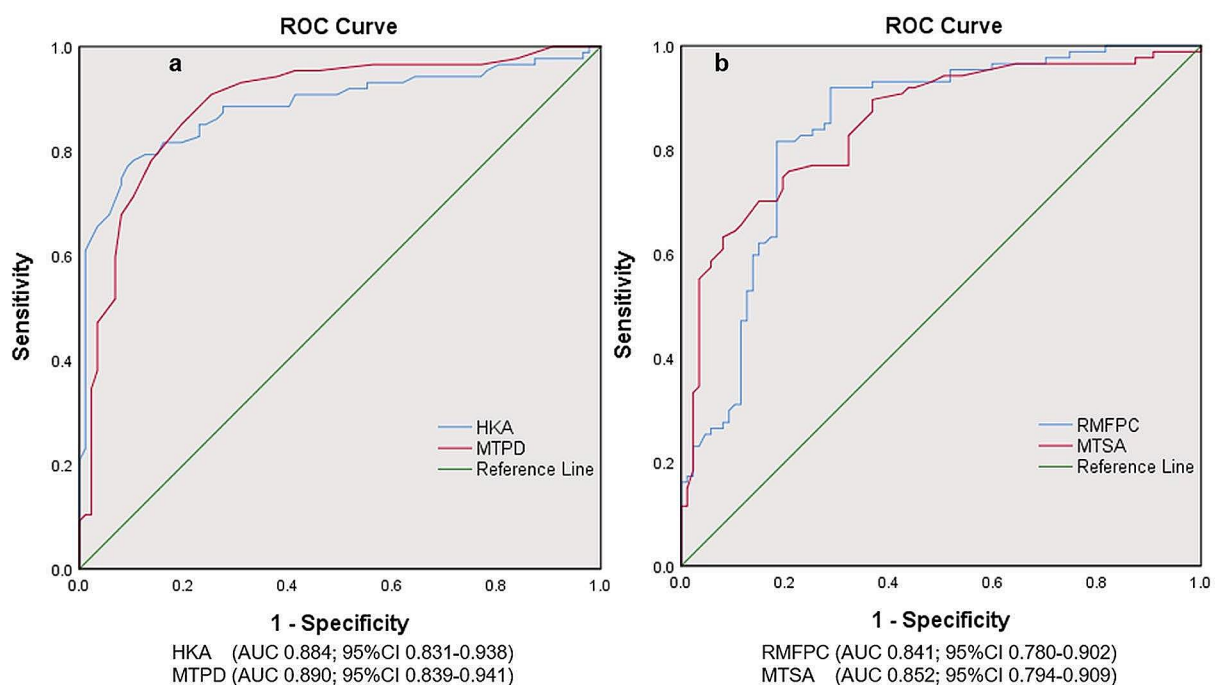 ROC Curve
a
1.0
0.8
0.6
0.4
0.2
0.0
Sensitivity
HKA
MTPD
Reference Line
0.0 0.2 0.4 0.6 0.8 1.0
1 - Specificity
HKA (AUC 0.884; 95%CI 0.831-0.938)
MTPD (AUC 0.890; 95%CI 0.839-0.941)
ROC Curve
b
1.0
0.8
0.6
0.4
0.2
0.0
Sensitivity
RMFPC
MTSA
Reference Line
0.0 0.2 0.4 0.6 0.8 1.0
1 - Specificity
RMFPC (AUC 0.841; 95%CI 0.780-0.902)
MTSA (AUC 0.852; 95%CI 0.794-0.909)